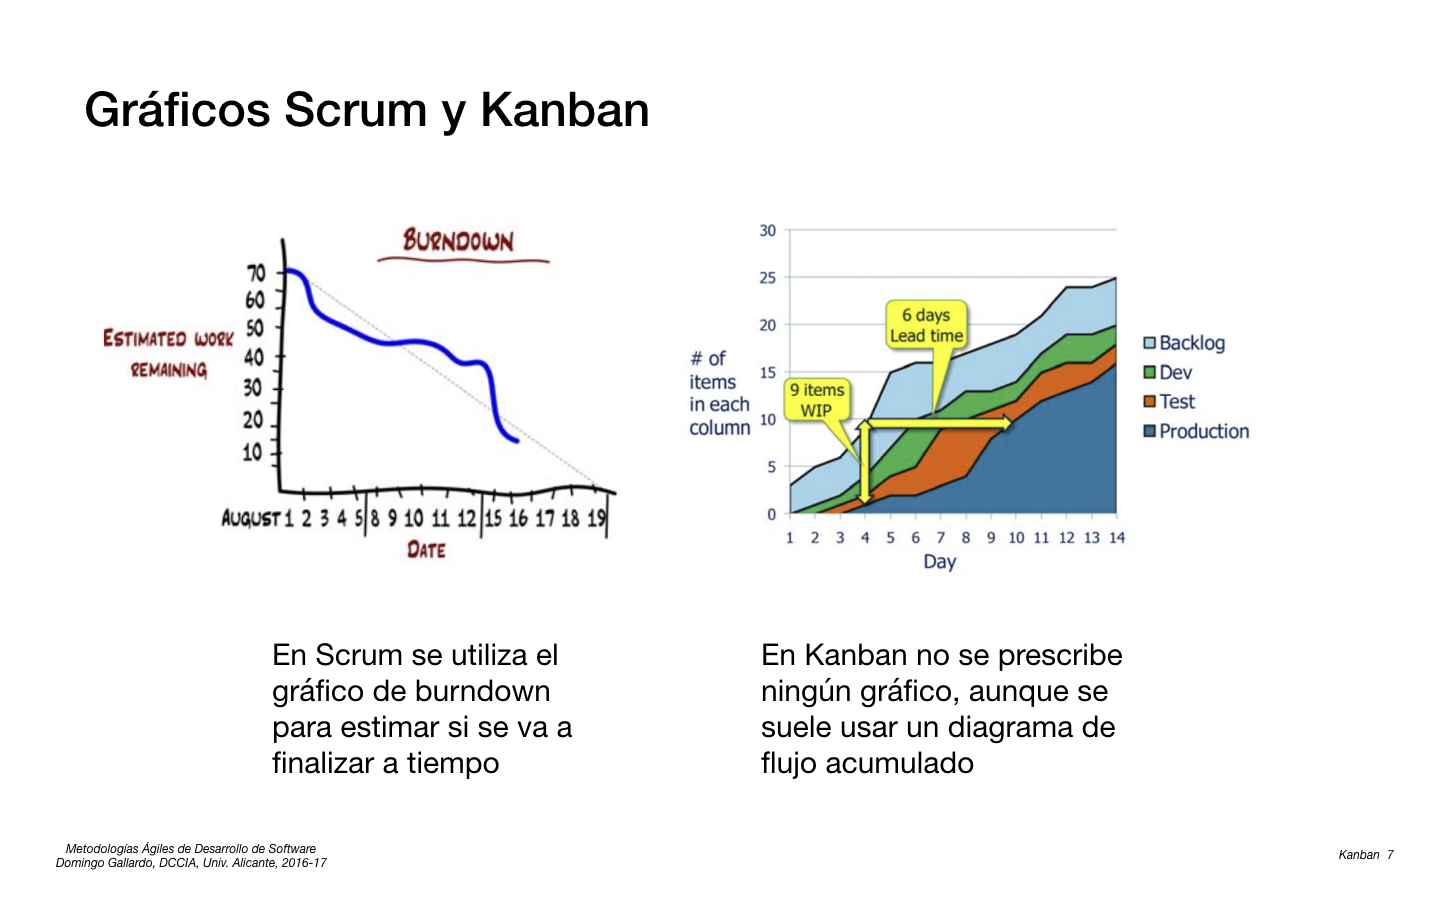 Gráficos Scrum y Kanban
BURNDOWN
70
60
50
40
30
20
10
ESTIMATED WORK
REMAINING
AUGUST 1 2 3 4 5 8 9 10 11 12 15 16 17 18 19
DATE
30
25
20
15
10
5
0
# of
items
in each
column
6 days
Lead time
9 items
WIP
1 2 3 4 5 6 7 8 9 10 11 12 13 14
Day
Backlog
Dev
Test
Production
En Scrum se utiliza el
gráfico de burndown
para estimar si se va a
finalizar a tiempo
En Kanban no se prescribe
ningún gráfico, aunque se
suele usar un diagrama de
flujo acumulado
Metodologías Ágiles de Desarrollo de Software
Domingo Gallardo, DCCIA, Univ. Alicante, 2016-17
Kanban 7